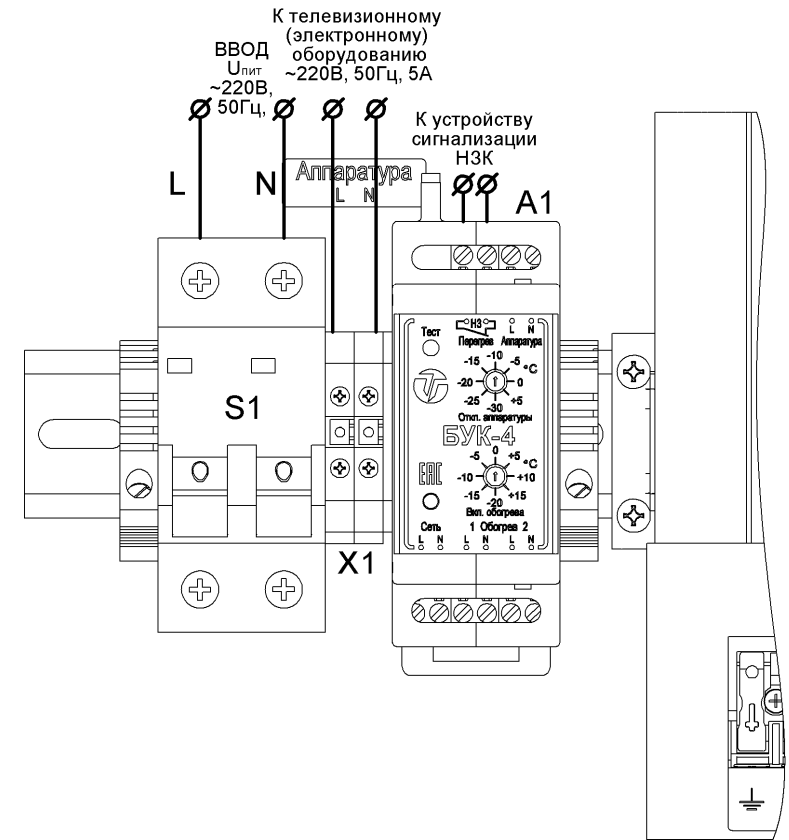 К телевизионному
(электронному)
оборудованию
~220В, 50Гц, 5А
ВВОД
Uпит
~220В,
50Гц,
К устройству
сигнализации
НЗК
L
N
Аппаратура
L N
A1
НЗ
L N
Тест
Перегрев Аппаратура
-10
-15 -5
°C
-20 0
-25 +5
-30
Откл. аппаратуры
S1
БУК-4
0
-5 +5
°C
EAC
-10 +10
-15 +15
-20
Вкл. обогрева
Сеть 1 Обогрев 2
L N L N L N
X1